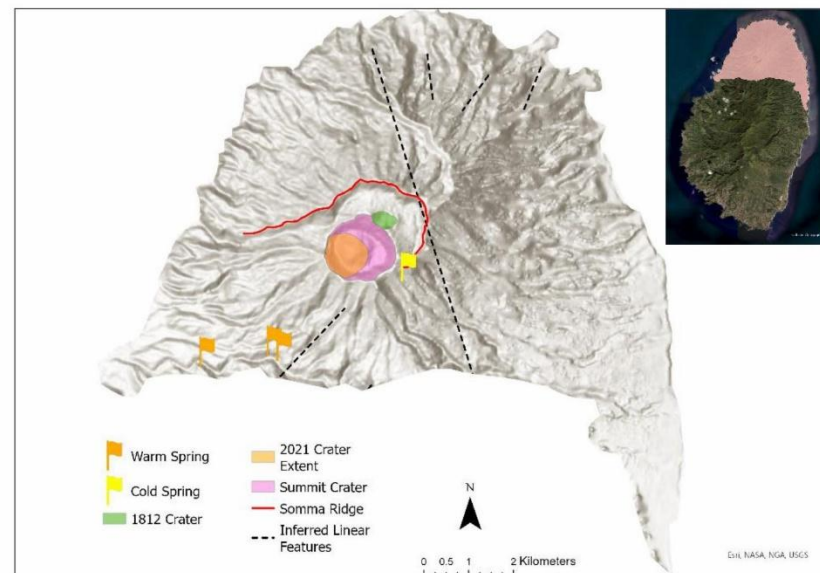 Warm Spring
Cold Spring
1812 Crater
2021 Crater
Extent
Summit Crater
Somma Ridge
Inferred Linear
Features
N
0 0.5 1 2 Kilometers
Esri, NASA, NGA, USGS